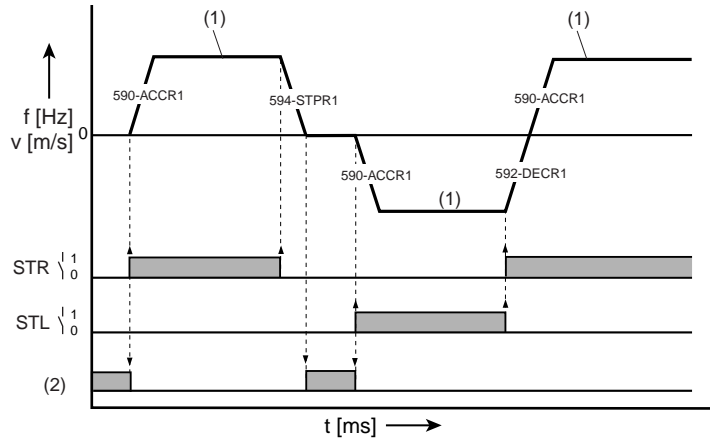 (1)
(1)
590-ACCR1
594-STPR1
590-ACCR1
f [Hz]
v [m/s]
0
590-ACCR1
592-DECR1
(1)
STR 1
0
STL 1
0
(2)
t [ms]